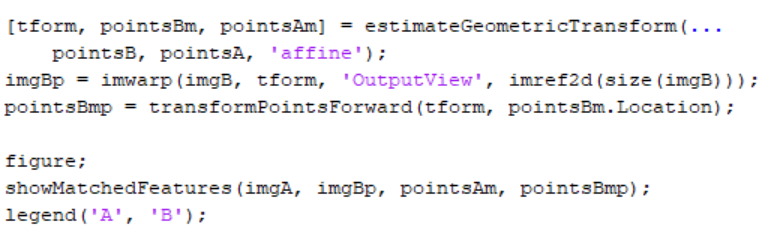 [tform, pointsBm, pointsAm] = estimateGeometricTransform(...
pointsB, pointsA, 'affine');
imgBp = imwarp(imgB, tform, 'OutputView', imref2d(size(imgB)));
pointsBmp = transformPointsForward(tform, pointsBm.Location);
figure;
showMatchedFeatures(imgA, imgBp, pointsAm, pointsBmp);
legend('A', 'B');